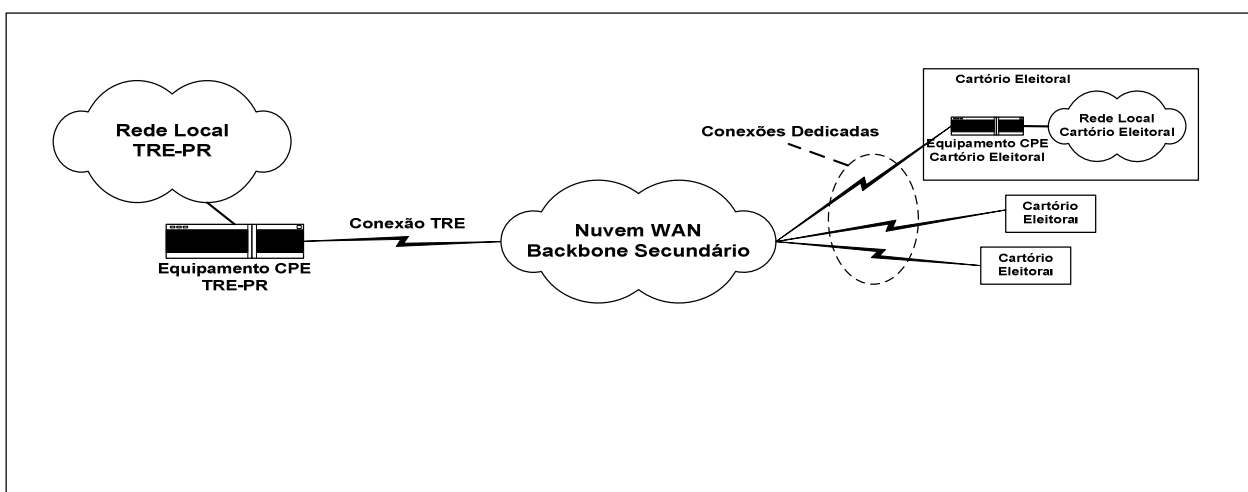 Rede Local
TRE-PR
Equipamento CPE
TRE-PR
Conexão TRE
Nuvem WAN
Backbone Secundário
Conexões Dedicadas
Cartório Eleitoral
Equipamento CPE
Cartório Eleitoral
Rede Local
Cartório Eleitoral
Cartório
Eleitoral
Cartório
Eleitoral